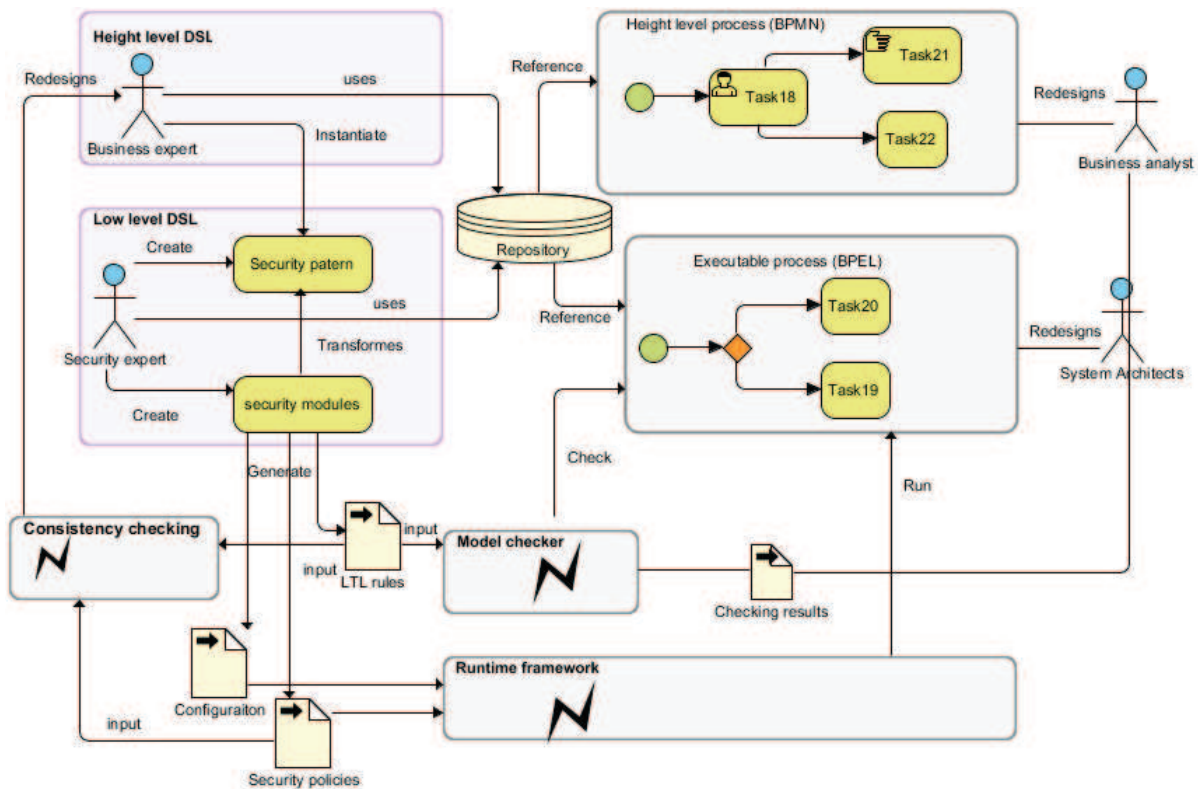 Height level DSL
Redesigns
uses
Instantiate
Business expert
Low level DSL
Create
Security patern
uses
Transformes
Security expert
Create
security modules
Generate
Reference
Repository
Reference
Height level process (BPMN)
Task21
Task18
Task22
Redesigns
Business analyst
Executable process (BPEL)
Task20
Task19
Redesigns
System Architects
Check
Run
Consistency checking
input
input
LTL rules
Model checker
Checking results
Runtime framework
Configuraiton
input
Security policies